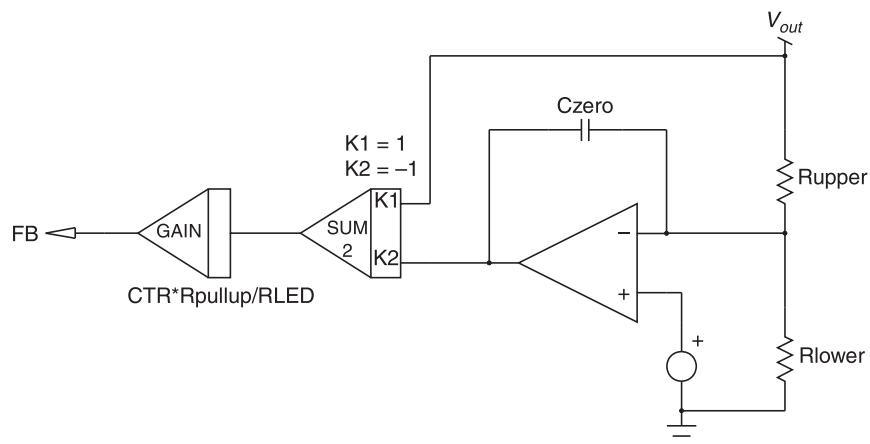 Vout
Czero
K1 = 1
K2 = –1
Rupper
K1
FB
GAIN
SUM
2
K2
–
+
CTR*Rpullup/RLED
+
Rlower